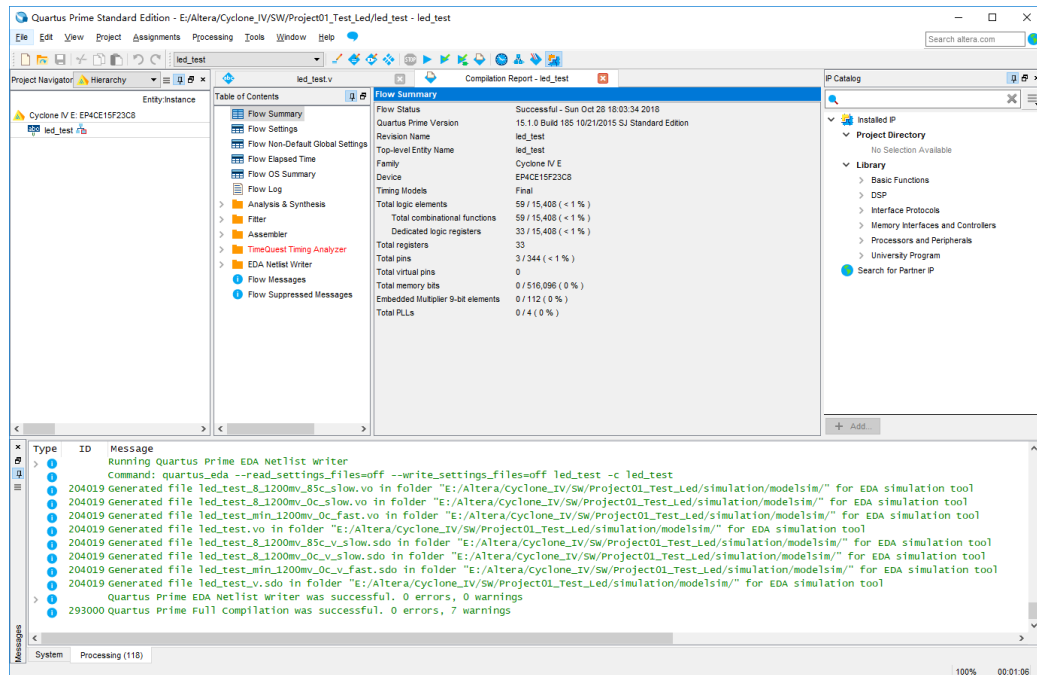 Quartus Prime Standard Edition - E:/Altera/Cyclone_IV/SW/Project01_Test_Led/led_test - led_test
File Edit View Project Assignments Processing Tools Window Help
Search altera.com
led_test
Project Navigator Hierarchy
Entity:Instance
Cyclone IV E: EP4CE15F23C8
led_test
led_test.v
Compilation Report - led_test
Table of Contents
Flow Summary
Flow Settings
Flow Non-Default Global Settings
Flow Elapsed Time
Flow OS Summary
Flow Log
Analysis & Synthesis
Fitter
Assembler
TimeQuest Timing Analyzer
EDA Netlist Writer
Flow Messages
Flow Suppressed Messages
Flow Summary
Flow Status Successful - Sun Oct 28 18:03:34 2018
Quartus Prime Version 15.1.0 Build 185 10/21/2015 SJ Standard Edition
Revision Name led_test
Top-level Entity Name led_test
Family Cyclone IV E
Device EP4CE15F23C8
Timing Models Final
Total logic elements 59 / 15,408 ( < 1 % )
Total combinational functions 59 / 15,408 ( < 1 % )
Dedicated logic registers 33 / 15,408 ( < 1 % )
Total registers 33
Total pins 3 / 344 ( < 1 % )
Total virtual pins 0
Total memory bits 0 / 516,096 ( 0 % )
Embedded Multiplier 9-bit elements 0 / 112 ( 0 % )
Total PLLs 0 / 4 ( 0 % )
IP Catalog
Installed IP
Project Directory
No Selection Available
Library
Basic Functions
DSP
Interface Protocols
Memory Interfaces and Controllers
Processors and Peripherals
University Program
Search for Partner IP
+ Add...
Type ID Message
Running Quartus Prime EDA Netlist Writer
Command: quartus_eda --read_settings_files=off --write_settings_files=off led_test -c led_test
204019 Generated file led_test_8_1200mv_85c_slow.vo in folder "E:/Altera/Cyclone_IV/SW/Project01_Test_Led/simulation/modelsim/" for EDA simulation tool
204019 Generated file led_test_8_1200mv_0c_slow.vo in folder "E:/Altera/Cyclone_IV/SW/Project01_Test_Led/simulation/modelsim/" for EDA simulation tool
204019 Generated file led_test_min_1200mv_0c_fast.vo in folder "E:/Altera/Cyclone_IV/SW/Project01_Test_Led/simulation/modelsim/" for EDA simulation tool
204019 Generated file led_test.vo in folder "E:/Altera/Cyclone_IV/SW/Project01_Test_Led/simulation/modelsim/" for EDA simulation tool
204019 Generated file led_test_8_1200mv_85c_v_slow.sdo in folder "E:/Altera/Cyclone_IV/SW/Project01_Test_Led/simulation/modelsim/" for EDA simulation tool
204019 Generated file led_test_8_1200mv_0c_v_slow.sdo in folder "E:/Altera/Cyclone_IV/SW/Project01_Test_Led/simulation/modelsim/" for EDA simulation tool
204019 Generated file led_test_min_1200mv_0c_v_fast.sdo in folder "E:/Altera/Cyclone_IV/SW/Project01_Test_Led/simulation/modelsim/" for EDA simulation tool
204019 Generated file led_test_v.sdo in folder "E:/Altera/Cyclone_IV/SW/Project01_Test_Led/simulation/modelsim/" for EDA simulation tool
Quartus Prime EDA Netlist Writer was successful. 0 errors, 0 warnings
293000 Quartus Prime Full Compilation was successful. 0 errors, 7 warnings
Messages
System Processing (118)
100% 00:01:06